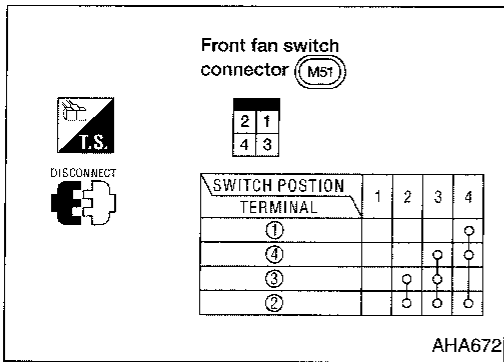 Front fan switch
connector M51
T.S.
DISCONNECT
2 1
4 3
SWITCH POSTION 1 2 3 4
TERMINAL
①
④
③
②
AHA672